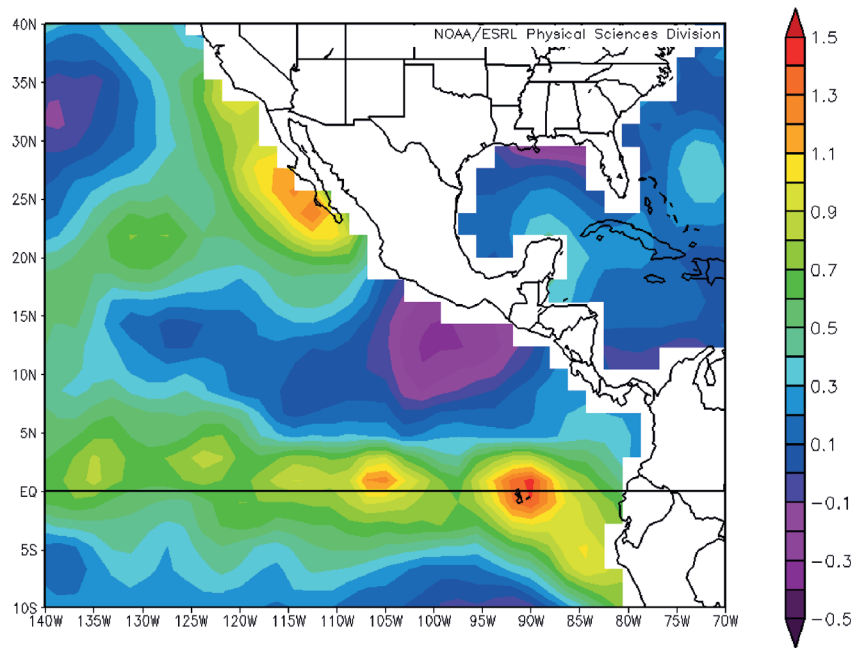 NOAA/ESRL Physical Sciences Division
40N
35N
30N
25N
20N
15N
10N
5N
EQ
5S
10S
140W 135W 130W 125W 120W 115W 110W 105W 100W 95W 90W 85W 80W 75W 70W
1.5
1.3
1.1
0.9
0.7
0.5
0.3
0.1
-0.1
-0.3
-0.5